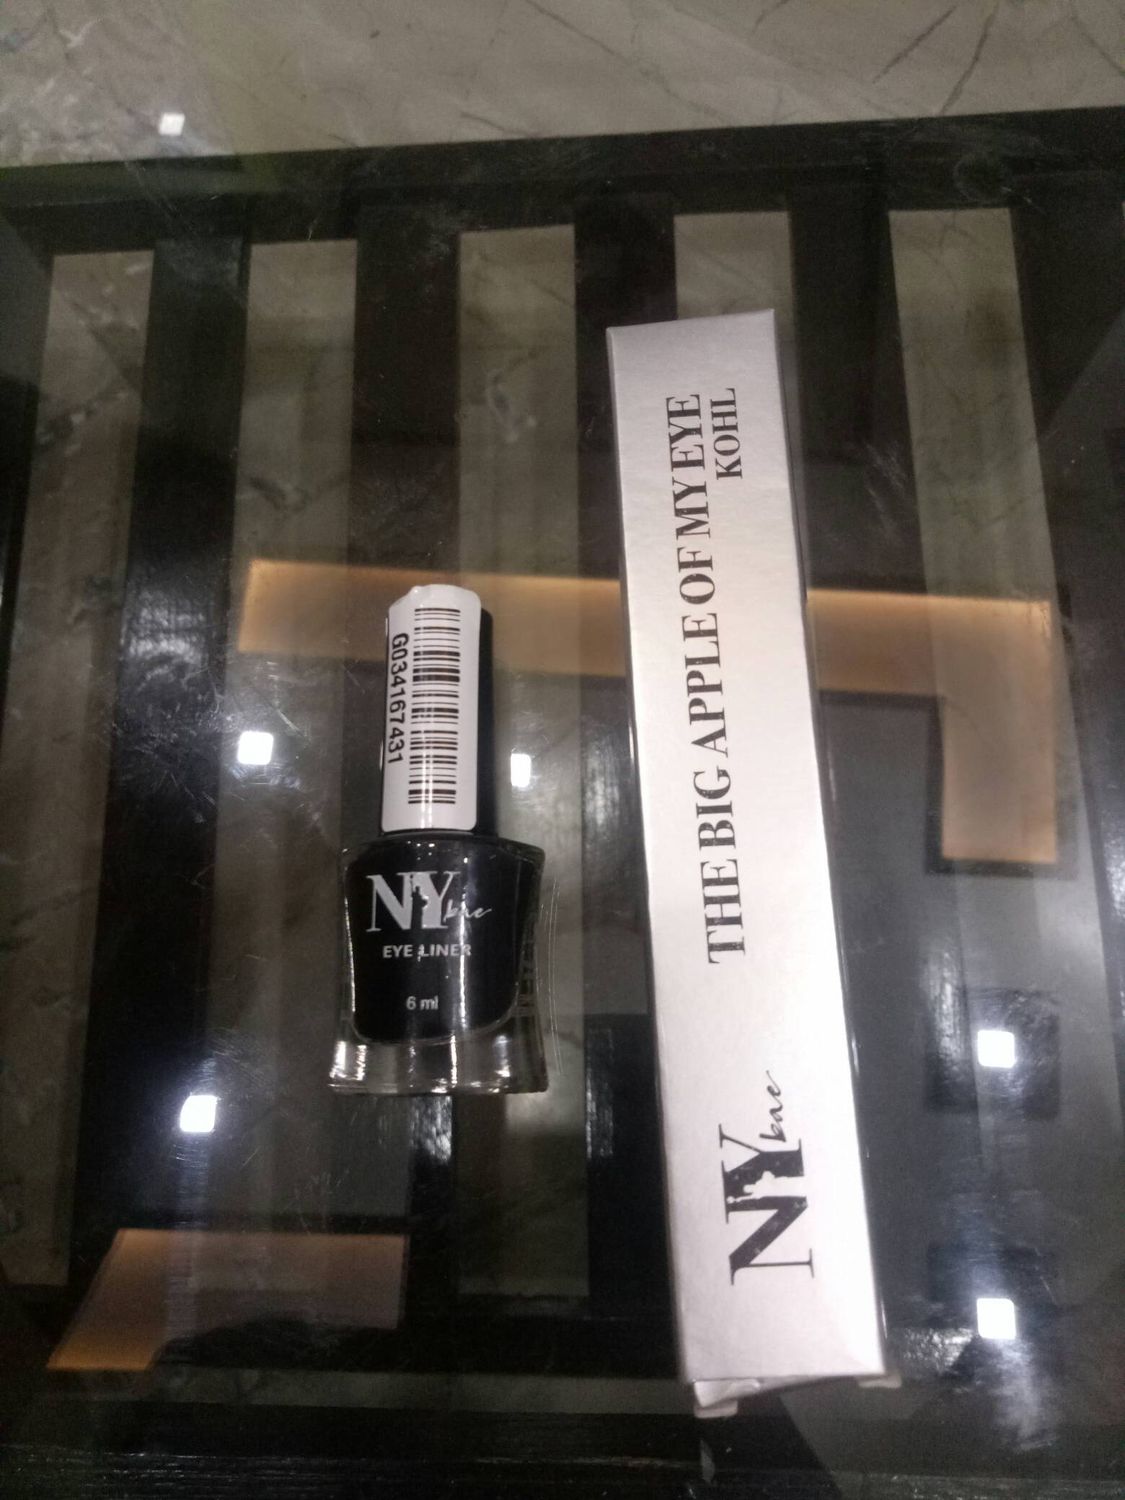 G034167431
NY bae
EYE LINER
6 ml
THE BIG APPLE OF MY EYE
KOHL
NY bae